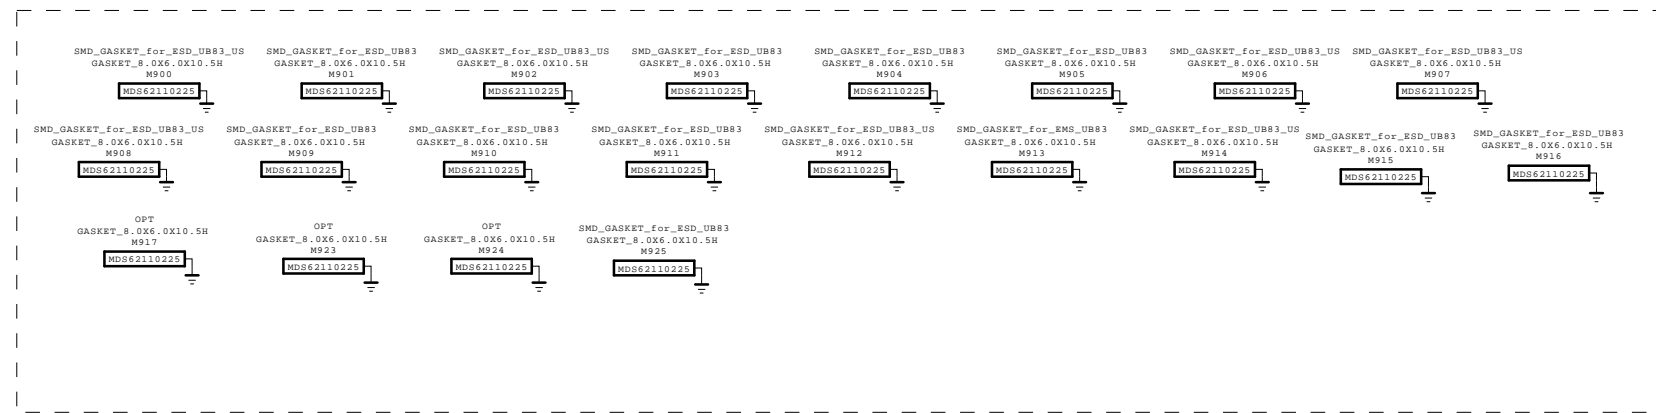 SMD_GASKET_for_ESD_UB83_US SMD_GASKET_for_ESD_UB83 SMD_GASKET_for_ESD_UB83_US SMD_GASKET_for_ESD_UB83 SMD_GASKET_for_ESD_UB83 SMD_GASKET_for_ESD_UB83 SMD_GASKET_for_ESD_UB83_US SMD_GASKET_for_ESD_UB83_US
GASKET_8.0X6.0X10.5H GASKET_8.0X6.0X10.5H GASKET_8.0X6.0X10.5H GASKET_8.0X6.0X10.5H GASKET_8.0X6.0X10.5H GASKET_8.0X6.0X10.5H GASKET_8.0X6.0X10.5H GASKET_8.0X6.0X10.5H
M900 M901 M902 M903 M904 M905 M906 M907
MDS62110225 MDS62110225 MDS62110225 MDS62110225 MDS62110225 MDS62110225 MDS62110225 MDS62110225
SMD_GASKET_for_ESD_UB83_US SMD_GASKET_for_ESD_UB83 SMD_GASKET_for_ESD_UB83 SMD_GASKET_for_ESD_UB83 SMD_GASKET_for_ESD_UB83_US SMD_GASKET_for_EMS_UB83 SMD_GASKET_for_ESD_UB83_US SMD_GASKET_for_ESD_UB83 SMD_GASKET_for_ESD_UB83
GASKET_8.0X6.0X10.5H GASKET_8.0X6.0X10.5H GASKET_8.0X6.0X10.5H GASKET_8.0X6.0X10.5H GASKET_8.0X6.0X10.5H GASKET_8.0X6.0X10.5H GASKET_8.0X6.0X10.5H GASKET_8.0X6.0X10.5H GASKET_8.0X6.0X10.5H
M908 M909 M910 M911 M912 M913 M914 M915 M916
MDS62110225 MDS62110225 MDS62110225 MDS62110225 MDS62110225 MDS62110225 MDS62110225 MDS62110225 MDS62110225
OPT OPT OPT SMD_GASKET_for_ESD_UB83
GASKET_8.0X6.0X10.5H GASKET_8.0X6.0X10.5H GASKET_8.0X6.0X10.5H GASKET_8.0X6.0X10.5H
M917 M923 M924 M925
MDS62110225 MDS62110225 MDS62110225 MDS62110225